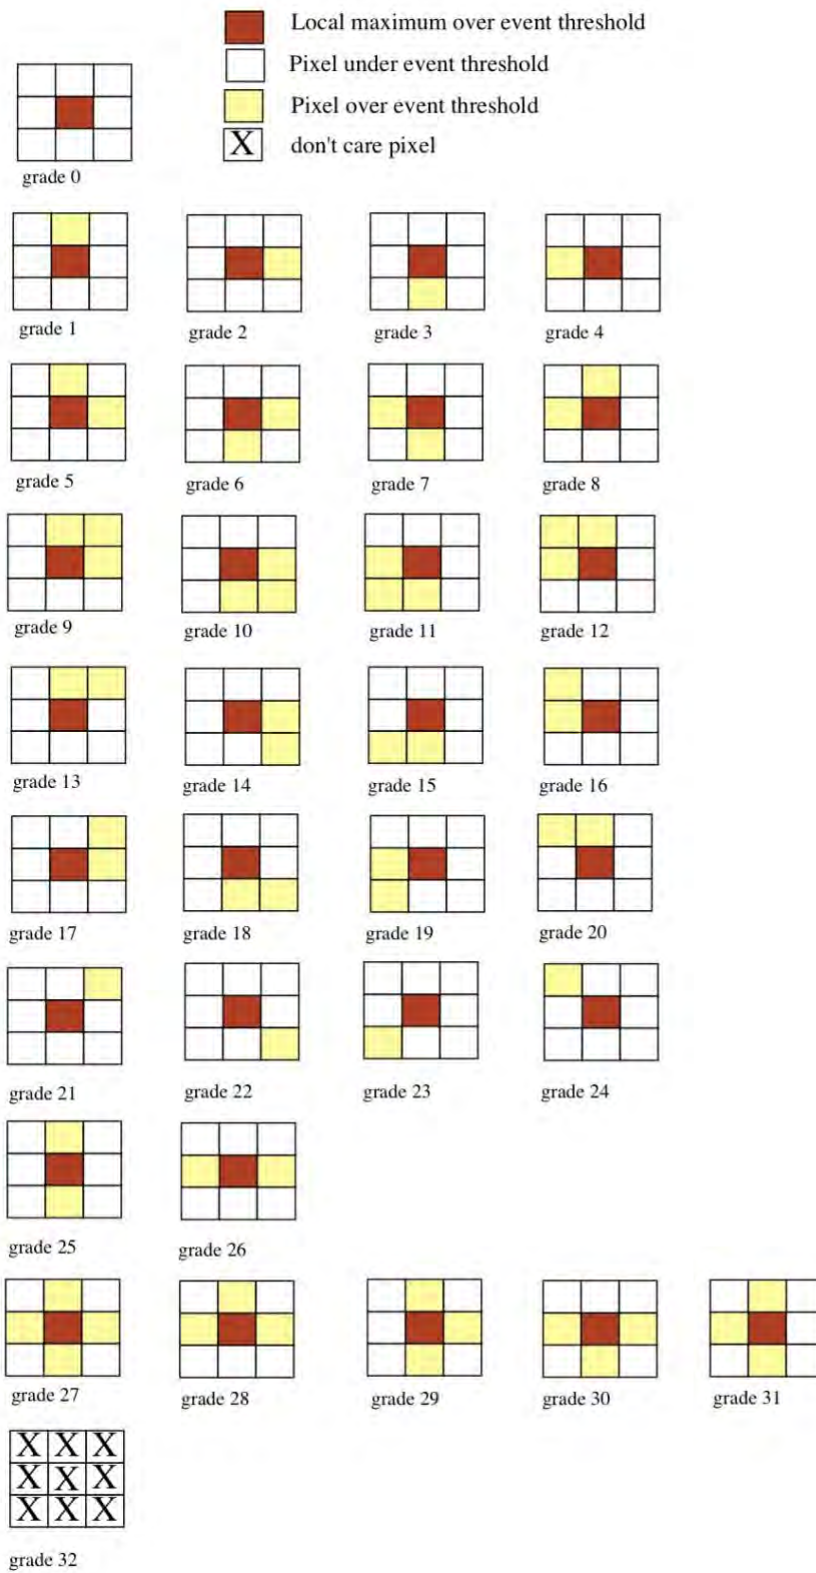 Local maximum over event threshold
Pixel under event threshold
Pixel over event threshold
X don't care pixel
grade 0
grade 1 grade 2 grade 3 grade 4
grade 5 grade 6 grade 7 grade 8
grade 9 grade 10 grade 11 grade 12
grade 13 grade 14 grade 15 grade 16
grade 17 grade 18 grade 19 grade 20
grade 21 grade 22 grade 23 grade 24
grade 25 grade 26
grade 27 grade 28 grade 29 grade 30 grade 31
X X X
X X X
X X X
grade 32